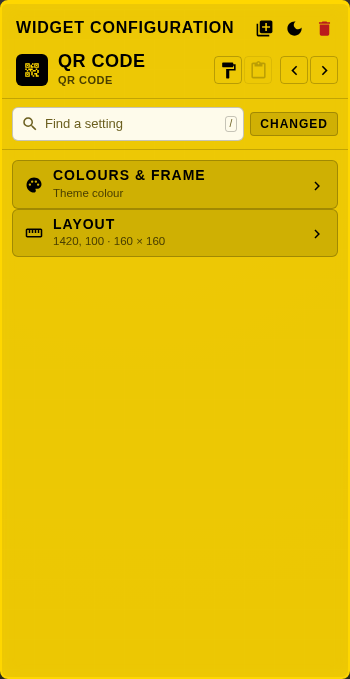 WIDGET CONFIGURATION
QR CODE
QR CODE
Find a setting
/
CHANGED
COLOURS & FRAME
Theme colour
LAYOUT
1420, 100 · 160 × 160